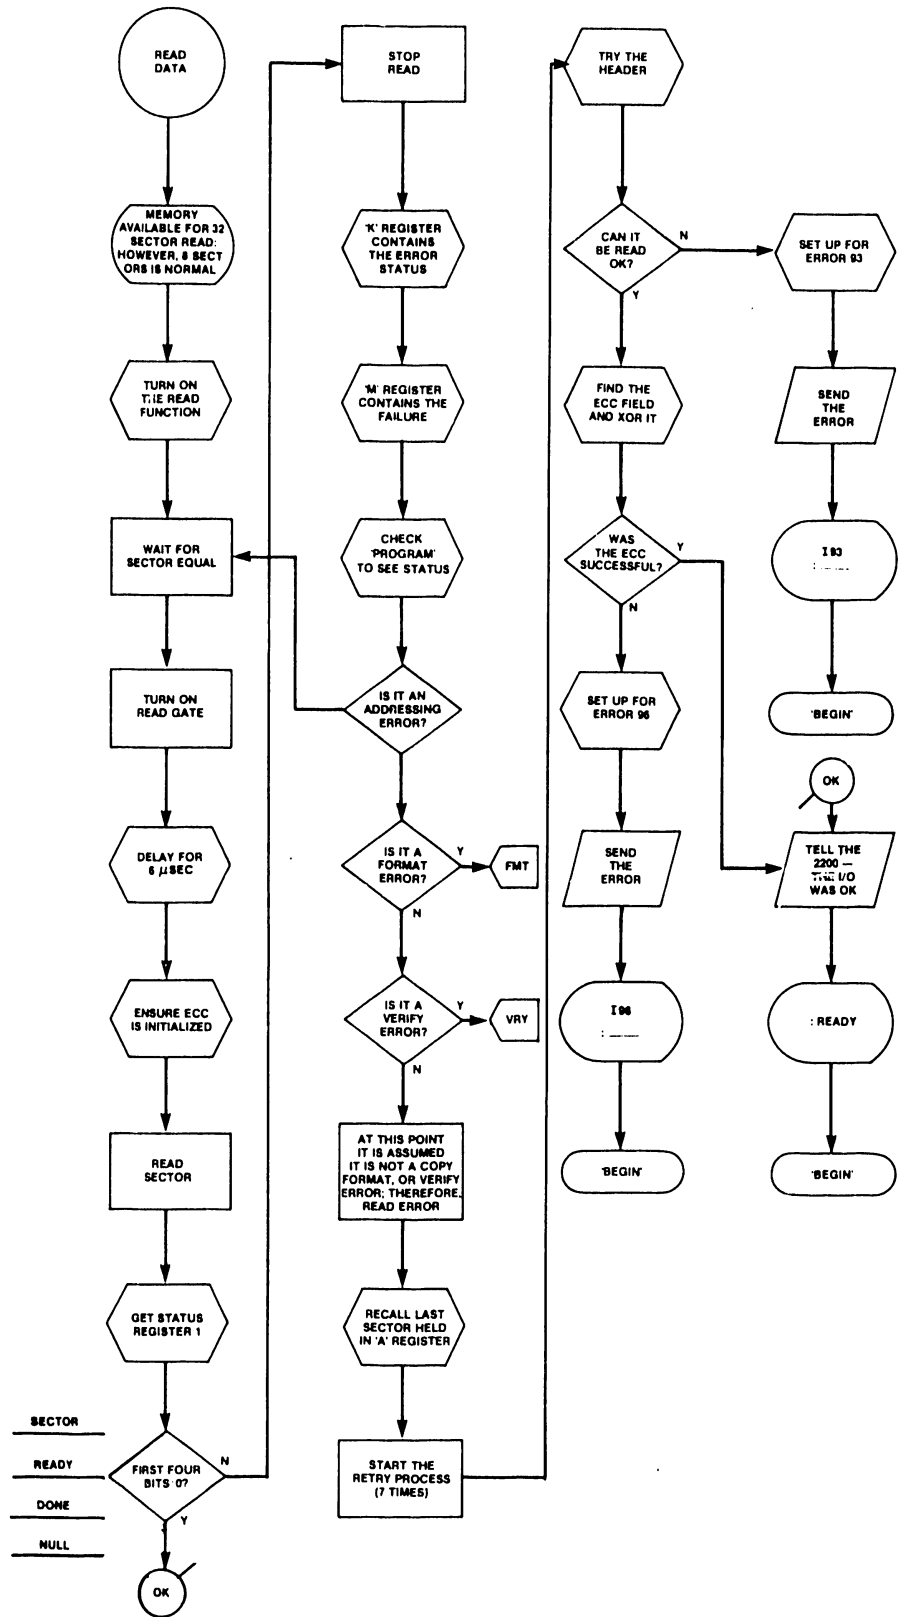 READ
DATA
MEMORY
AVAILABLE FOR 32
SECTOR READ:
HOWEVER, 8 SECT
ORS IS NORMAL
TURN ON
THE READ
FUNCTION
WAIT FOR
SECTOR EQUAL
TURN ON
READ GATE
DELAY FOR
6 μSEC
ENSURE ECC
IS INITIALIZED
READ
SECTOR
GET STATUS
REGISTER 1
SECTOR
READY
DONE
NULL
FIRST FOUR
BITS '0?
N
Y
OK
STOP
READ
'K' REGISTER
CONTAINS
THE ERROR
STATUS
'M' REGISTER
CONTAINS THE
FAILURE
CHECK
'PROGRAM'
TO SEE STATUS
IS IT AN
ADDRESSING
ERROR?
IS IT A
FORMAT
ERROR?
Y
FMT
N
IS IT A
VERIFY
ERROR?
Y
VRY
N
AT THIS POINT
IT IS ASSUMED
IT IS NOT A COPY
FORMAT, OR VERIFY
ERROR; THEREFORE,
READ ERROR
RECALL LAST
SECTOR HELD
IN 'A' REGISTER
START THE
RETRY PROCESS
(7 TIMES)
TRY THE
HEADER
CAN IT
BE READ
OK?
N
Y
FIND THE
ECC FIELD
AND XOR IT
WAS
THE ECC
SUCCESSFUL?
Y
N
SET UP FOR
ERROR 96
SEND
THE
ERROR
I 96
: ____
'BEGIN'
SET UP FOR
ERROR 93
SEND
THE
ERROR
I 93
: ____
'BEGIN'
OK
TELL THE
2200 —
THE I/O
WAS OK
: READY
'BEGIN'